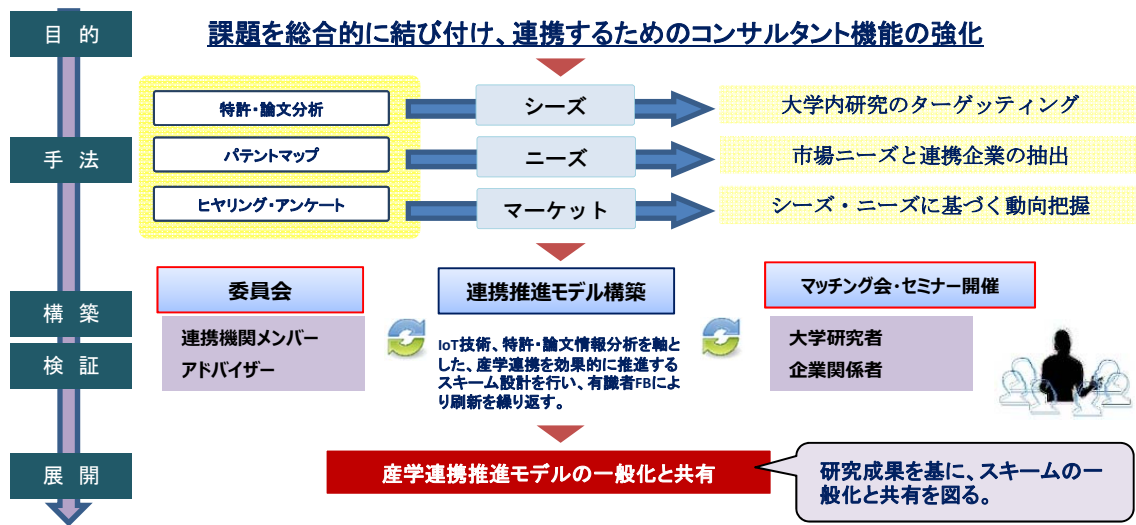 目 的
課題を総合的に結び付け、連携するためのコンサルタント機能の強化
手 法
特許・論文分析
シーズ
大学内研究のターゲッティング
パテントマップ
ニーズ
市場ニーズと連携企業の抽出
ヒヤリング・アンケート
マーケット
シーズ・ニーズに基づく動向把握
構 築
検 証
委員会
連携機関メンバー
アドバイザー
連携推進モデル構築
IoT技術、特許・論文情報分析を軸と
した、産学連携を効果的に推進する
スキーム設計を行い、有識者FBによ
り刷新を繰り返す。
マッチング会・セミナー開催
大学研究者
企業関係者
展 開
産学連携推進モデルの一般化と共有
研究成果を基に、スキームの一
般化と共有を図る。